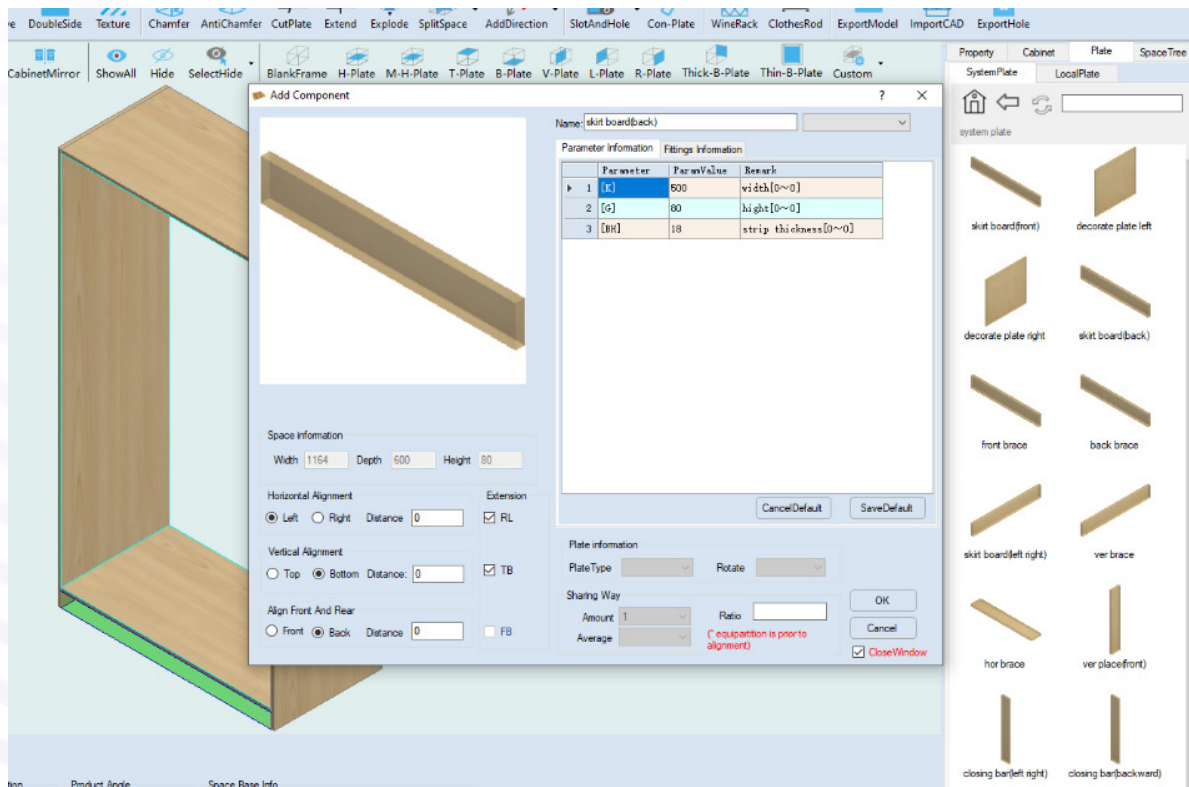 DoubleSide Texture Chamfer AntiChamfer CutPlate Extend Explode SplitSpace AddDirection SlotAndHole Con-Plate WineRack ClothesRod ExportModel ImportCAD ExportHole
CabinetMirror ShowAll Hide SelectHide BlankFrame H-Plate M-H-Plate T-Plate B-Plate V-Plate L-Plate R-Plate Thick-B-Plate Thin-B-Plate Custom
Property Cabinet Plate SpaceTree
SystemPlate LocalPlate
system plate
skirt board(front) decorate plate left
decorate plate right skirt board(back)
front brace back brace
skirt board(left right) ver brace
hor brace ver place(front)
closing bar(left right) closing bar(backward)
Add Component ?
Name: skirt board(back)
Parameter Information Fittings Information
Parameter ParamValue Remark
1 500 width[0~0]
2 [G] 80 hight[0~0]
3 [BH] 18 strip thickness[0~0]
CancelDefault SaveDefault
Space information
Width 1164 Depth 600 Height 80
Horizontal Alignment Extension
Left Right Distance 0 RL
Vertical Alignment
Top Bottom Distance: 0 TB
Align Front And Rear
Front Back Distance 0 FB
Plate information
PlateType Rotate
Sharing Way
Amount 1 Ratio
Average (* equipartition is prior to
alignment)
OK
Cancel
CloseWindow
Product Angle Space Base Info